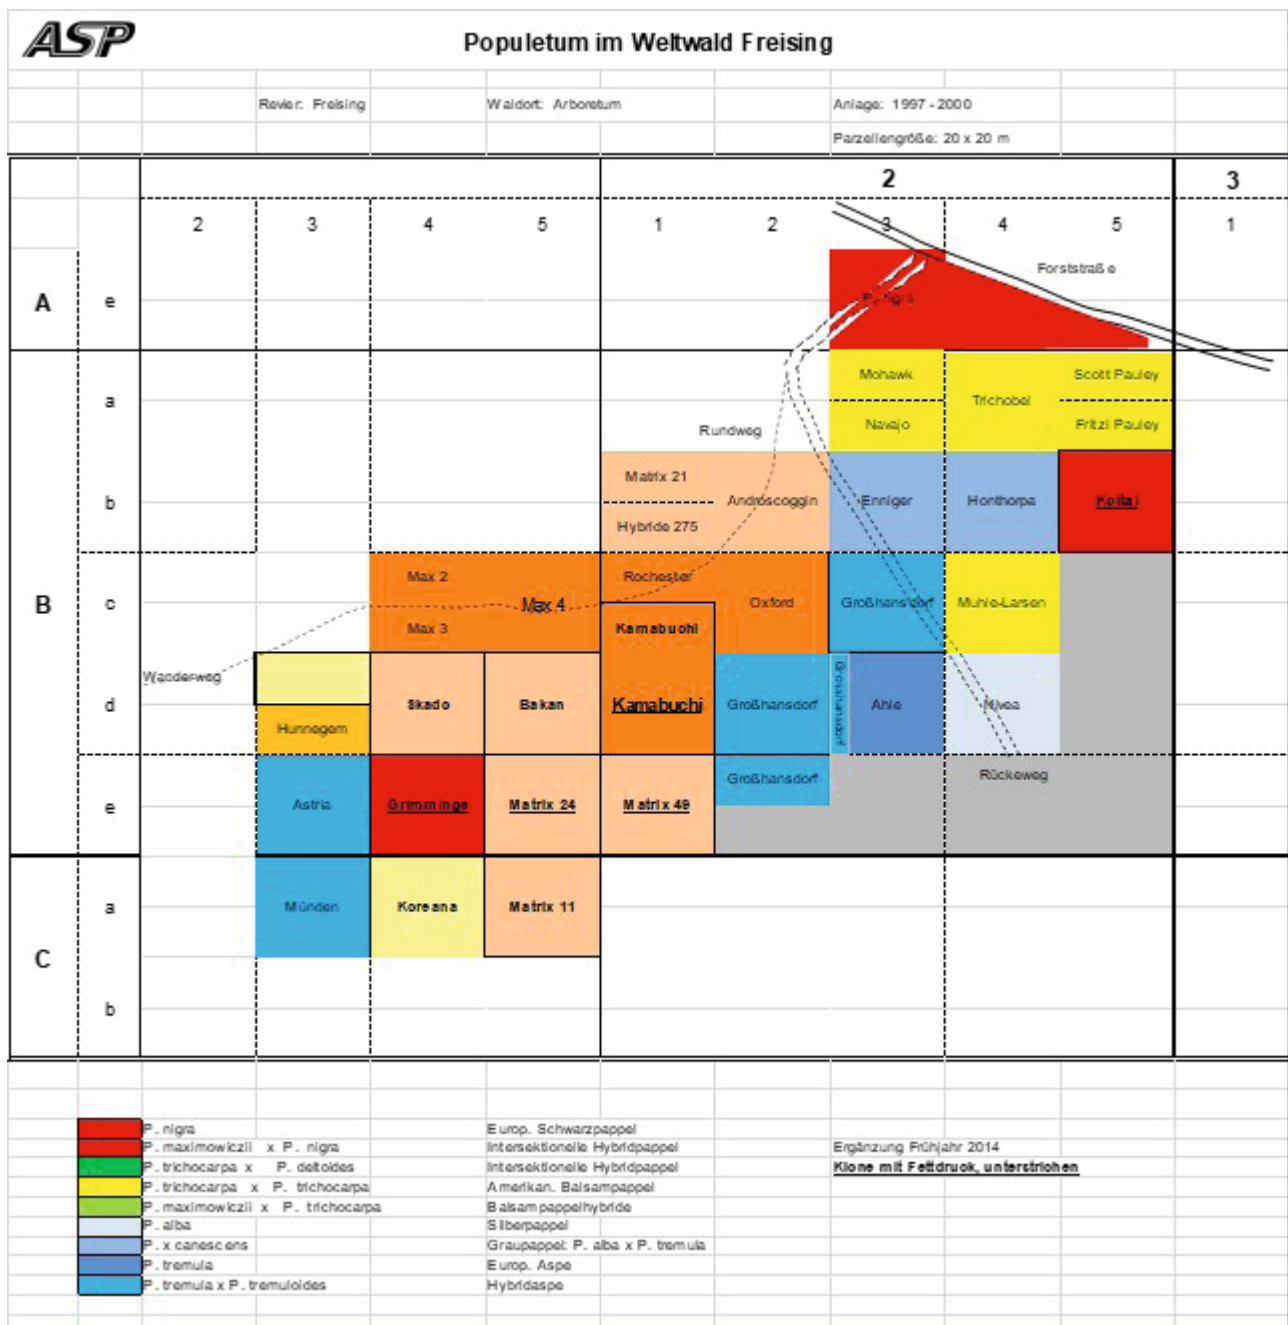 ASP
Populetum im Weltwald Freising
Revier: Freising Waldort: Arboretum Anlage: 1997 - 2000
Parzellengröße: 20 x 20 m
2 3
2 3 4 5 1 2 3 4 5 1
Forststraße
A e P. nigra
Mohawk Scott Pauley
a Trichobel
Navajo Fritzi Pauley
Rundweg
Matrix 21
b Androscoggin Enniger Honthorpa Koltai
Hybride 275
Max 2 Rochester
B c Max 4 Oxford Großhansdorf Muhle-Larsen
Max 3 Kamabuchi
Wanderweg
d Skado Bakan Kamabuchi Großhansdorf Grosshansdorf Ahle Nivea
Hunnegem
Großhansdorf Rückeweg
e Astria Grimminge Matrix 24 Matrix 49
a Münden Koreana Matrix 11
C
b
P. nigra Europ. Schwarzpappel
P. maximowiczii x P. nigra Intersektionelle Hybridpappel Ergänzung Frühjahr 2014
P. trichocarpa x P. deltoides Intersektionelle Hybridpappel Klone mit Fettdruck, unterstrichen
P. trichocarpa x P. trichocarpa Amerikan. Balsampappel
P. maximowiczii x P. trichocarpa Balsampappelhybride
P. alba Silberpappel
P. x canescens Graupappel: P. alba x P. tremula
P. tremula Europ. Aspe
P. tremula x P. tremuloides Hybridaspe